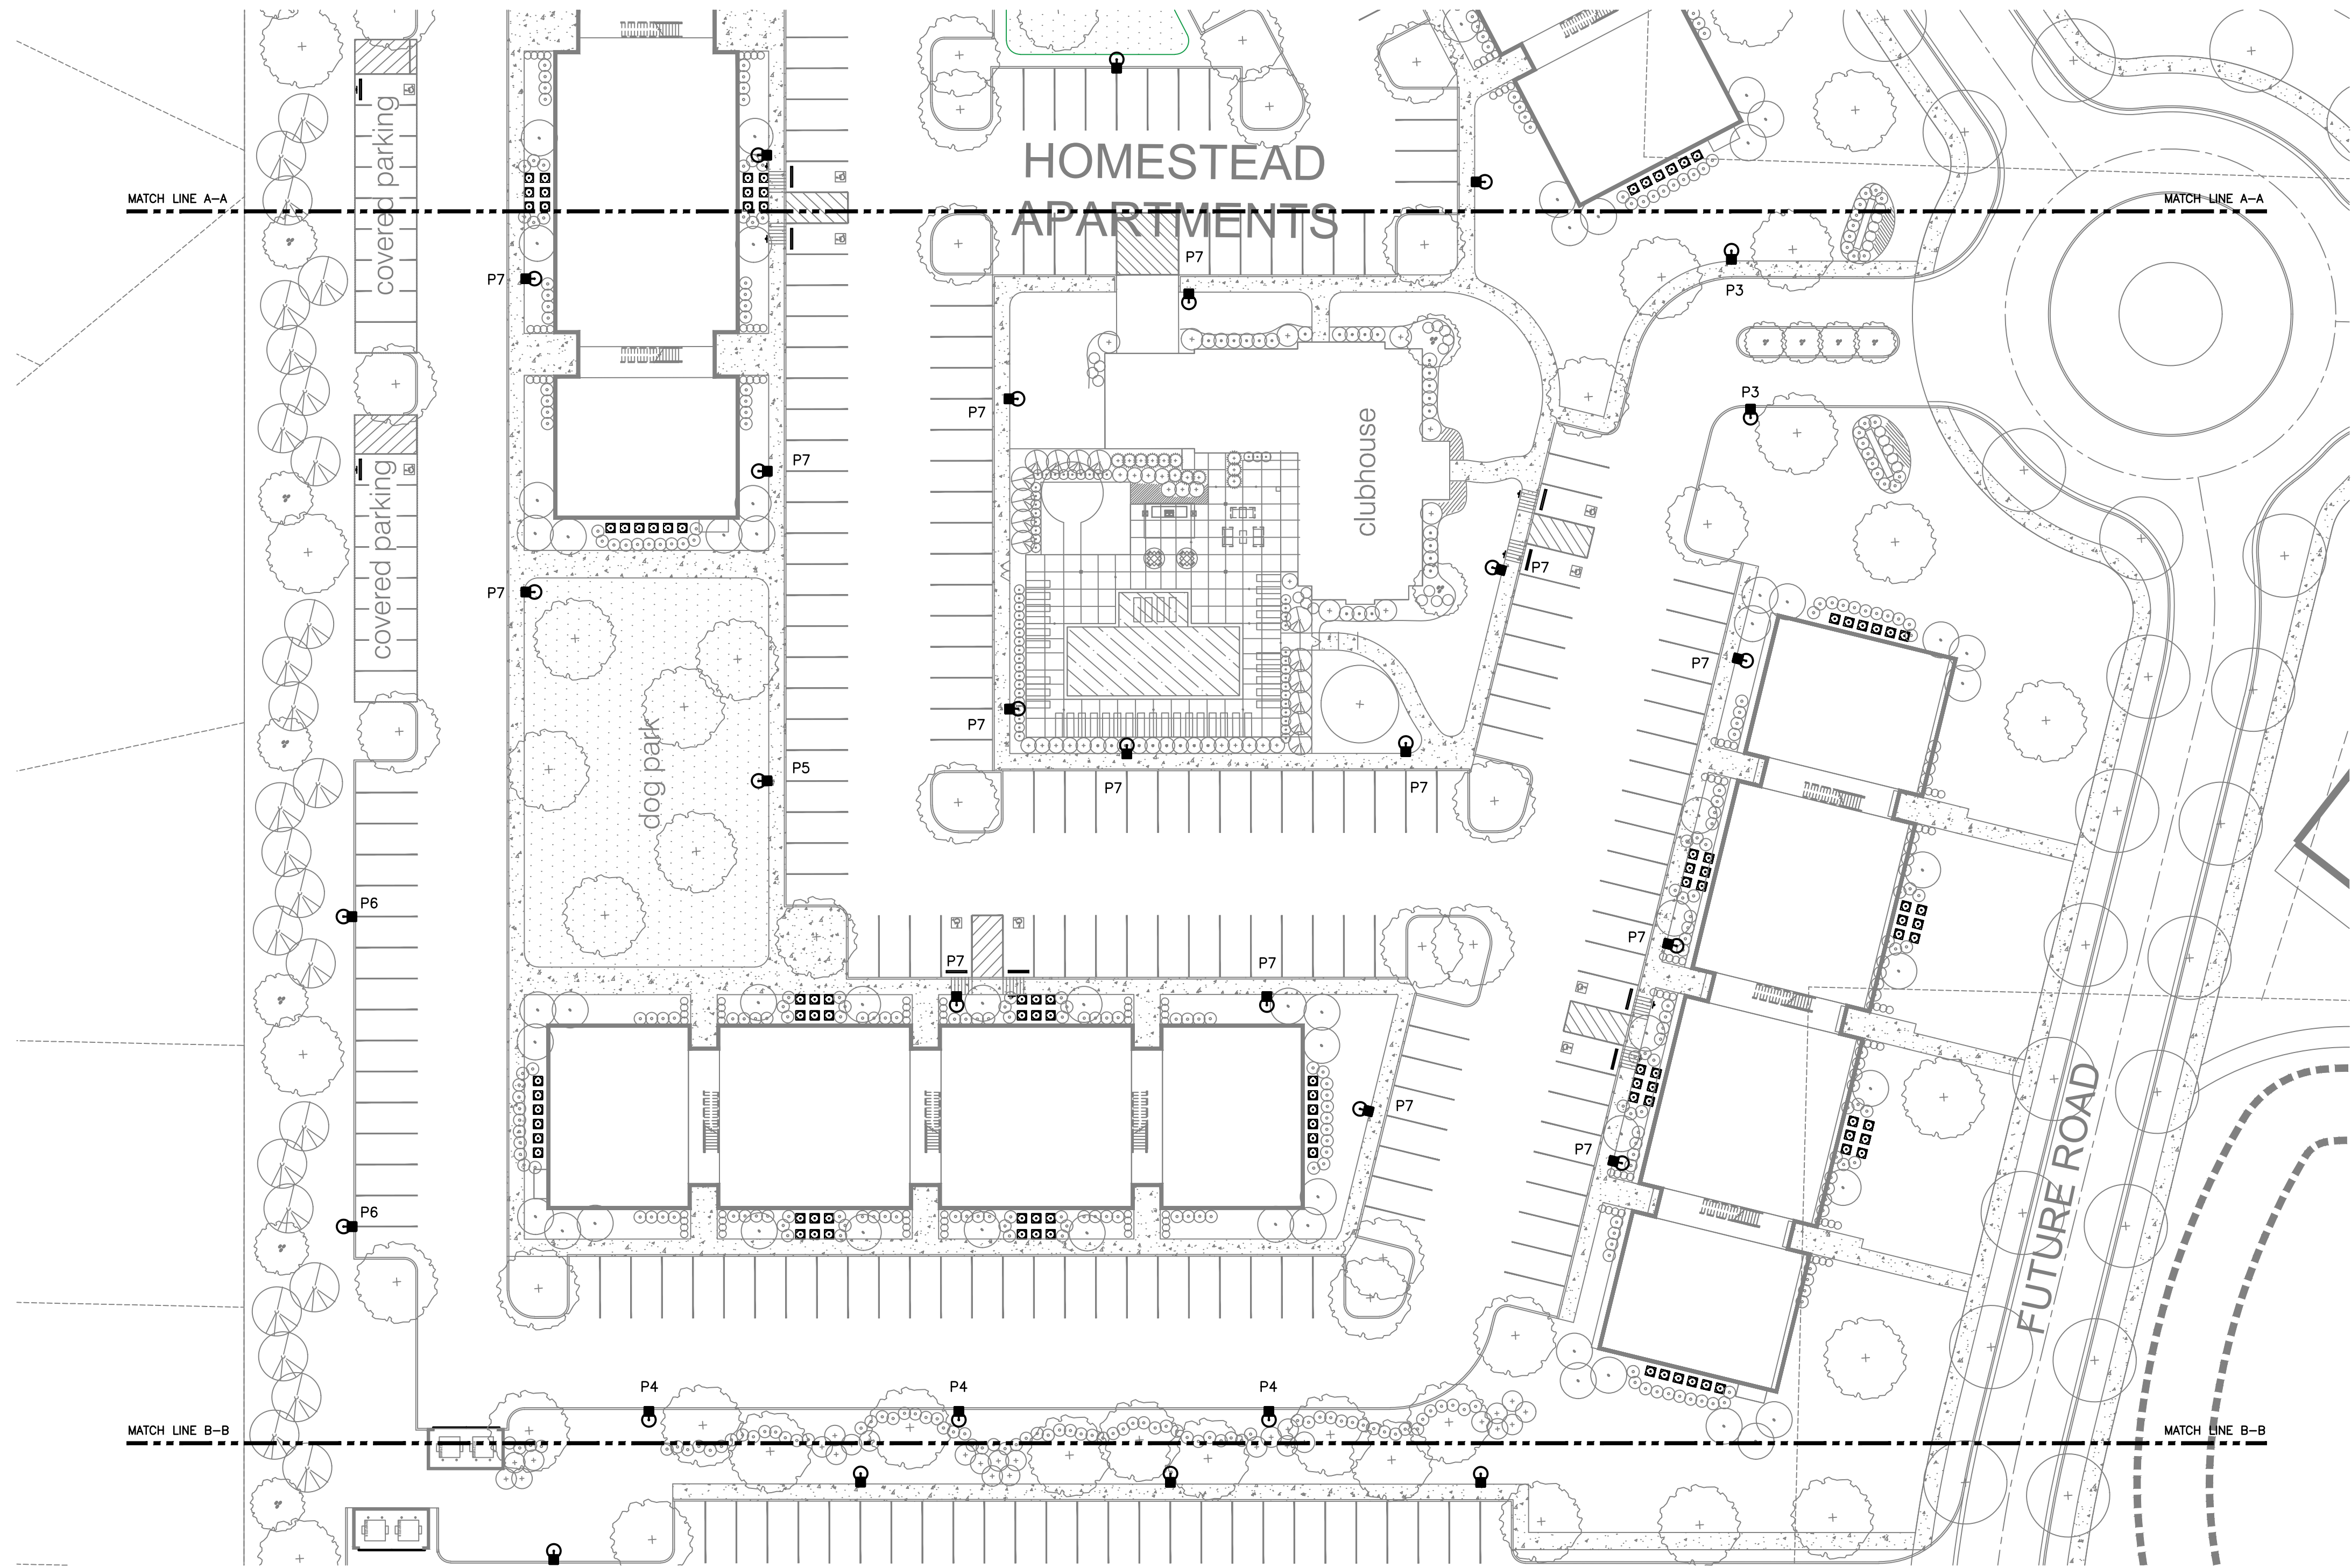 covered parking
HOMESTEAD
APARTMENTS
MATCH LINE A-A
MATCH LINE A-A
P7
P7
P3
P3
P7
P7
covered parking
clubhouse
P7
P7
P7
dog park
P7
P5
P7
P7
P6
P7
P7
P7
P7
FUTURE ROAD
P7
P6
P4
P4
P4
MATCH LINE B-B
MATCH LINE B-B